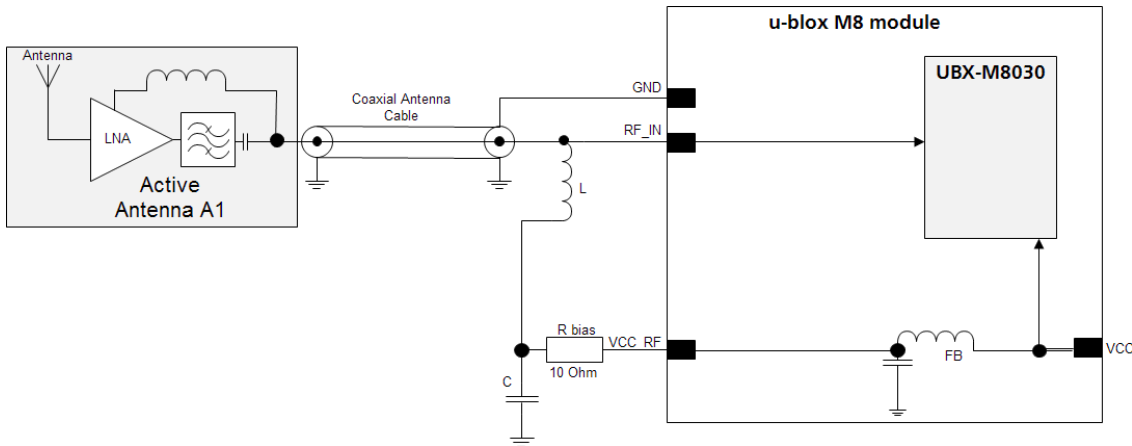 u-blox M8 module
Antenna
UBX-M8030
GND
Coaxial Antenna
Cable
RF_IN
LNA
Active
Antenna A1
L
R bias
VCC_RF
10 Ohm
C
FB
VCC